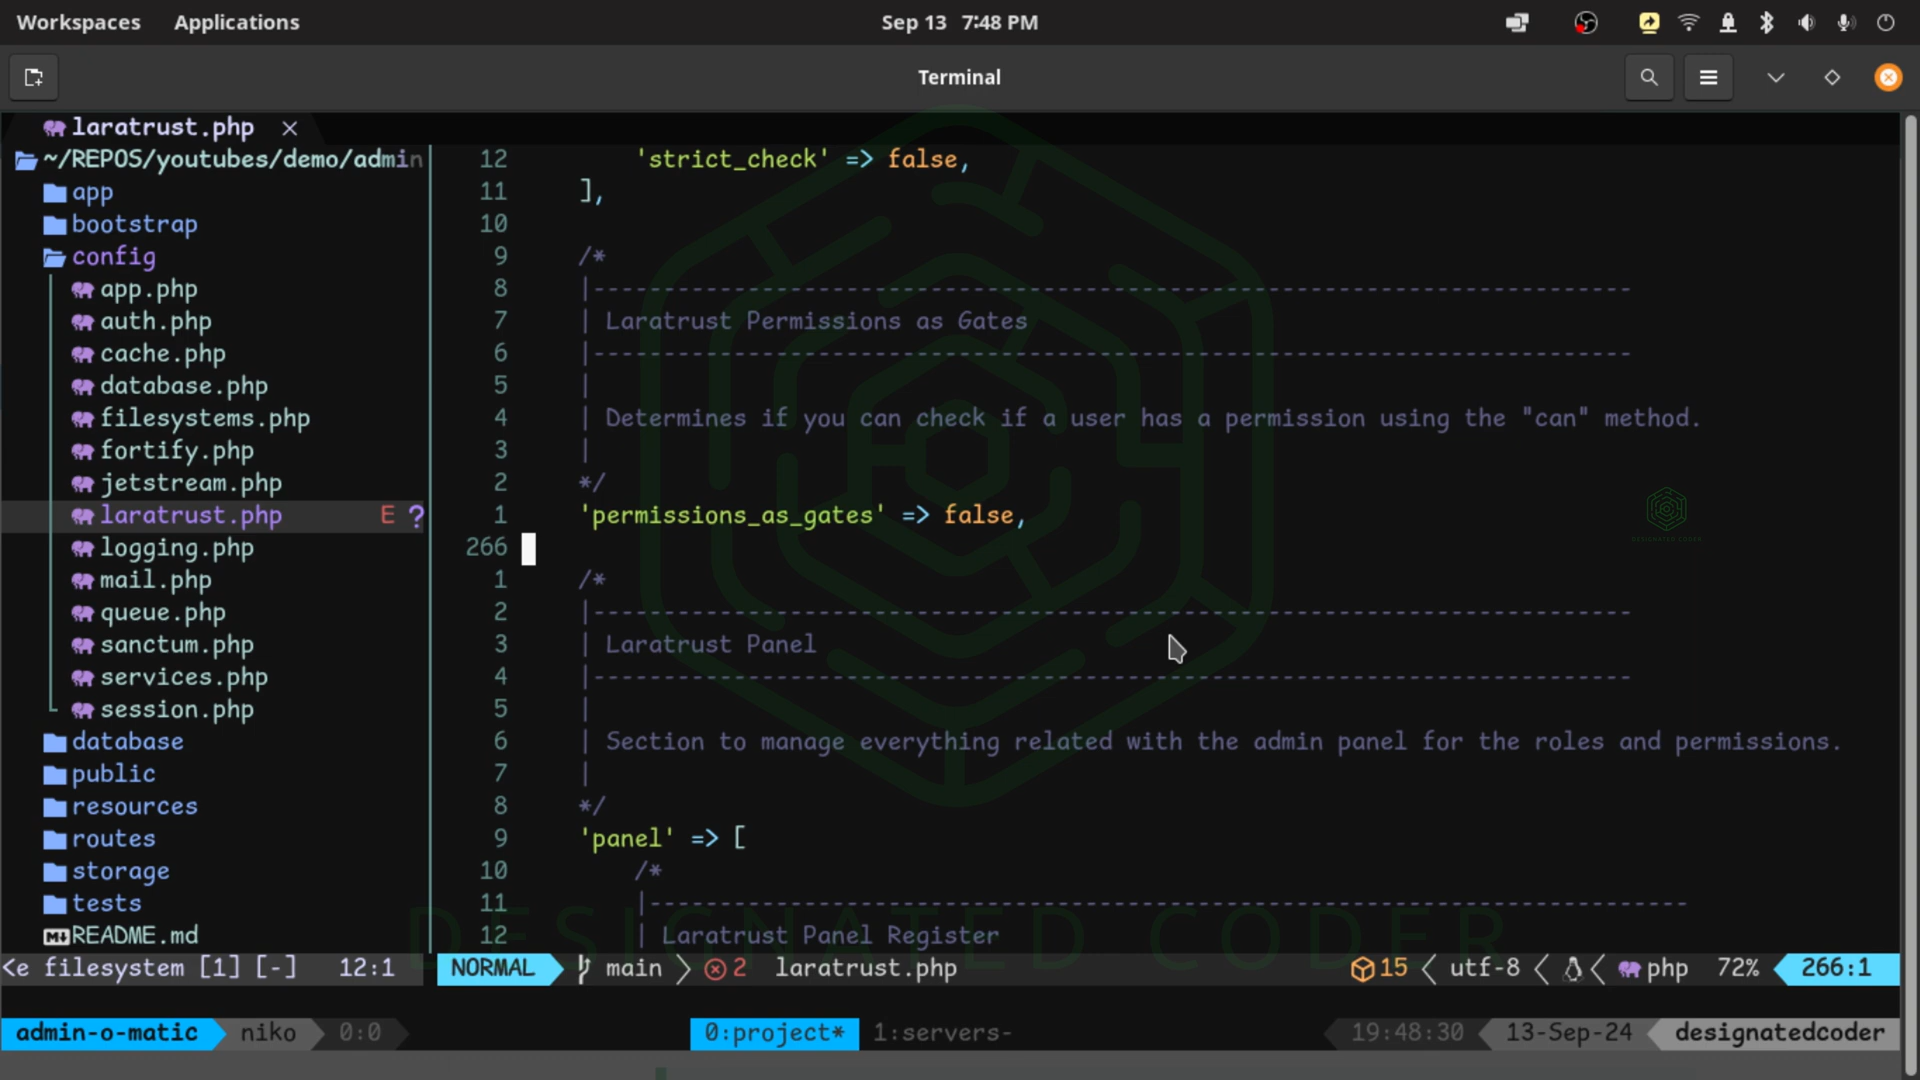 Workspaces Applications Sep 13 7:48 PM
Terminal
laratrust.php
~/REPOS/youtubes/demo/admin
app
bootstrap
config
app.php
auth.php
cache.php
database.php
filesystems.php
fortify.php
jetstream.php
laratrust.php E ?
logging.php
mail.php
queue.php
sanctum.php
services.php
session.php
database
public
resources
routes
storage
tests
README.md
12 'strict_check' => false,
11 ],
10
9 /*
8 |--------------------------------------------------------------------------
7 | Laratrust Permissions as Gates
6 |--------------------------------------------------------------------------
5 |
4 | Determines if you can check if a user has a permission using the "can" method.
3 |
2 */
1 'permissions_as_gates' => false,
266
1 /*
2 |--------------------------------------------------------------------------
3 | Laratrust Panel
4 |--------------------------------------------------------------------------
5 |
6 | Section to manage everything related with the admin panel for the roles and permissions.
7 |
8 */
9 'panel' => [
10 /*
11 |--------------------------------------------------------------------------
12 | Laratrust Panel Register
DESIGNATED CODER
DESIGNATED CODER
<e filesystem [1] [-] 12:1 NORMAL main 2 laratrust.php 15 utf-8 php 72% 266:1
admin-o-matic niko 0:0 0:project* 1:servers- 19:48:30 13-Sep-24 designatedcoder